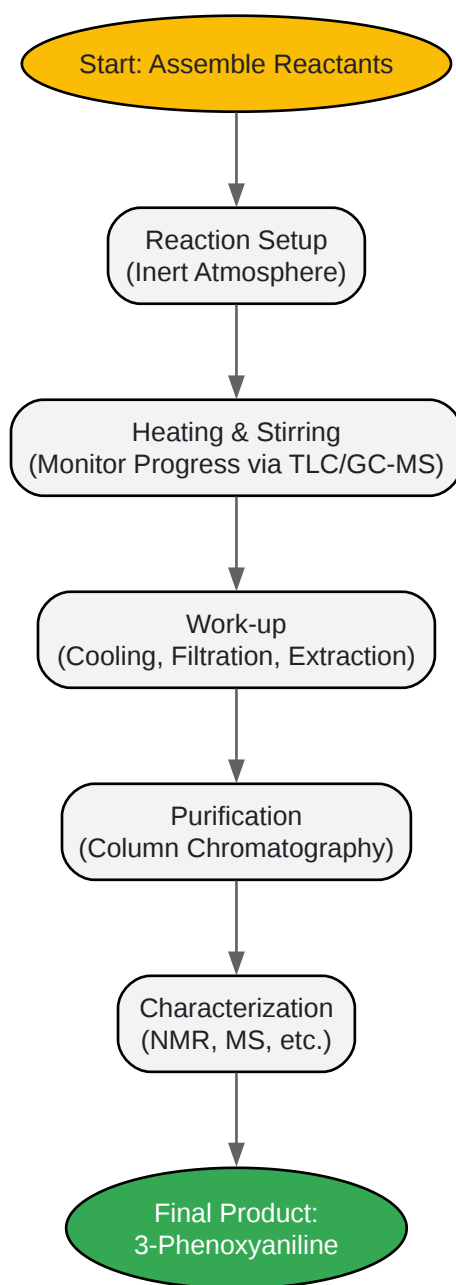 Start: Assemble Reactants
Reaction Setup
(Inert Atmosphere)
Heating & Stirring
(Monitor Progress via TLC/GC-MS)
Work-up
(Cooling, Filtration, Extraction)
Purification
(Column Chromatography)
Characterization
(NMR, MS, etc.)
Final Product:
3-Phenoxyaniline